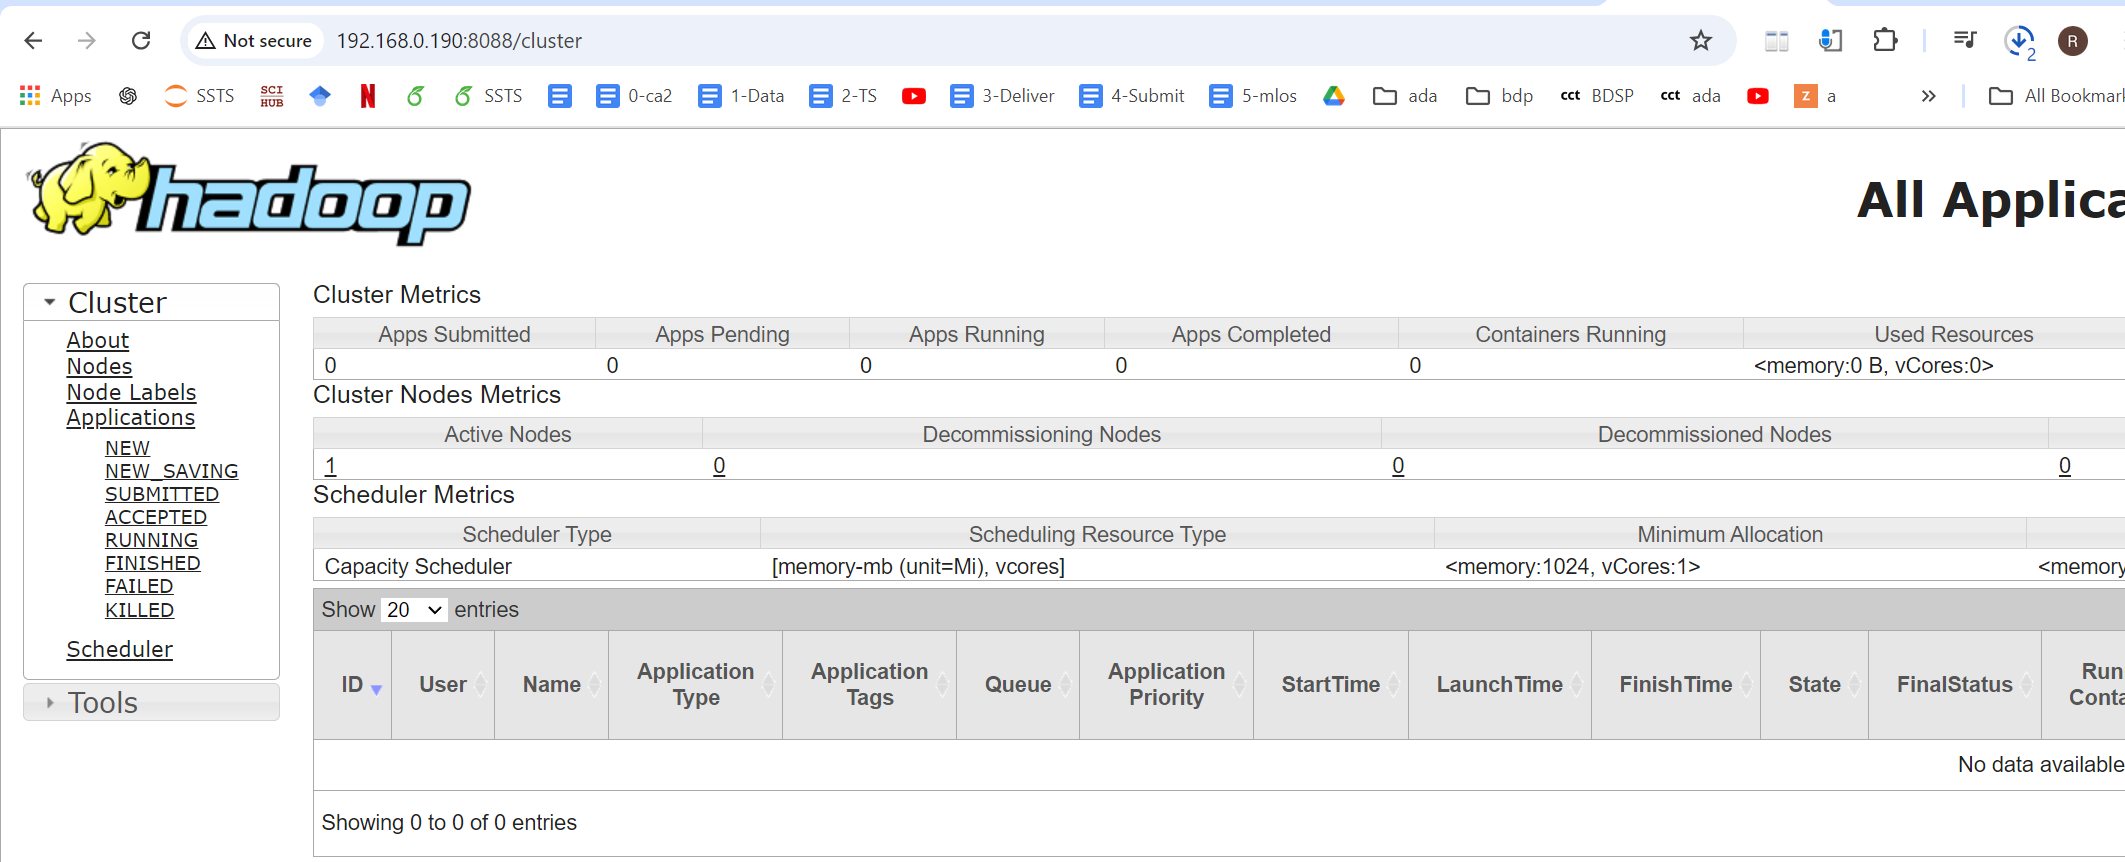 Not secure 192.168.0.190:8088/cluster 2 R
Apps SSTS SCI HUB N SSTS 0-ca2 1-Data 2-TS 3-Deliver 4-Submit 5-mlos ada bdp cct BDSP cct ada z a » All Bookmar
hadoop
All Applica
Cluster
About
Nodes
Node Labels
Applications
NEW
NEW_SAVING
SUBMITTED
ACCEPTED
RUNNING
FINISHED
FAILED
KILLED
Scheduler
Tools
Cluster Metrics
Apps Submitted Apps Pending Apps Running Apps Completed Containers Running Used Resources
0 0 0 0 0 <memory:0 B, vCores:0>
Cluster Nodes Metrics
Active Nodes Decommissioning Nodes Decommissioned Nodes
1 0 0 0
Scheduler Metrics
Scheduler Type Scheduling Resource Type Minimum Allocation
Capacity Scheduler [memory-mb (unit=Mi), vcores] <memory:1024, vCores:1> <memory
Show 20 entries
ID User Name Application Type Application Tags Queue Application Priority StartTime LaunchTime FinishTime State FinalStatus Run Conta
No data available
Showing 0 to 0 of 0 entries